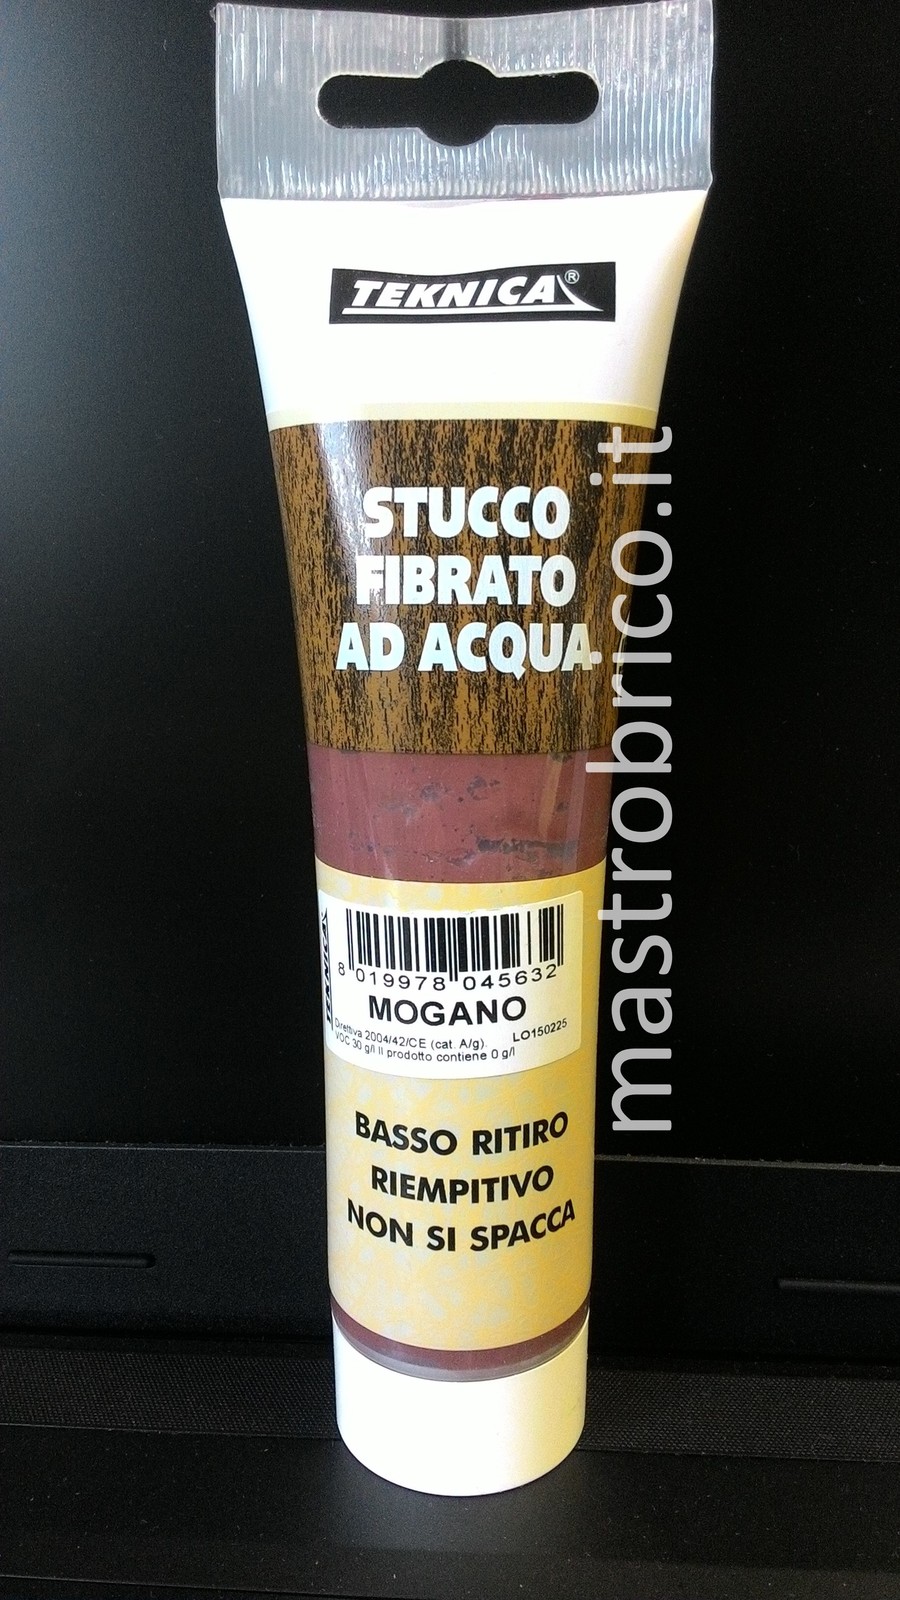 TEKNICA®
STUCCO
FIBRATO
AD ACQUA
TEKNICA
8 019978 045632
MOGANO
Direttiva 2004/42/CE (cat. A/g). LO150225
VOC 30 g/l Il prodotto contiene 0 g/l
BASSO RITIRO
RIEMPITIVO
NON SI SPACCA
mastrobrico.it